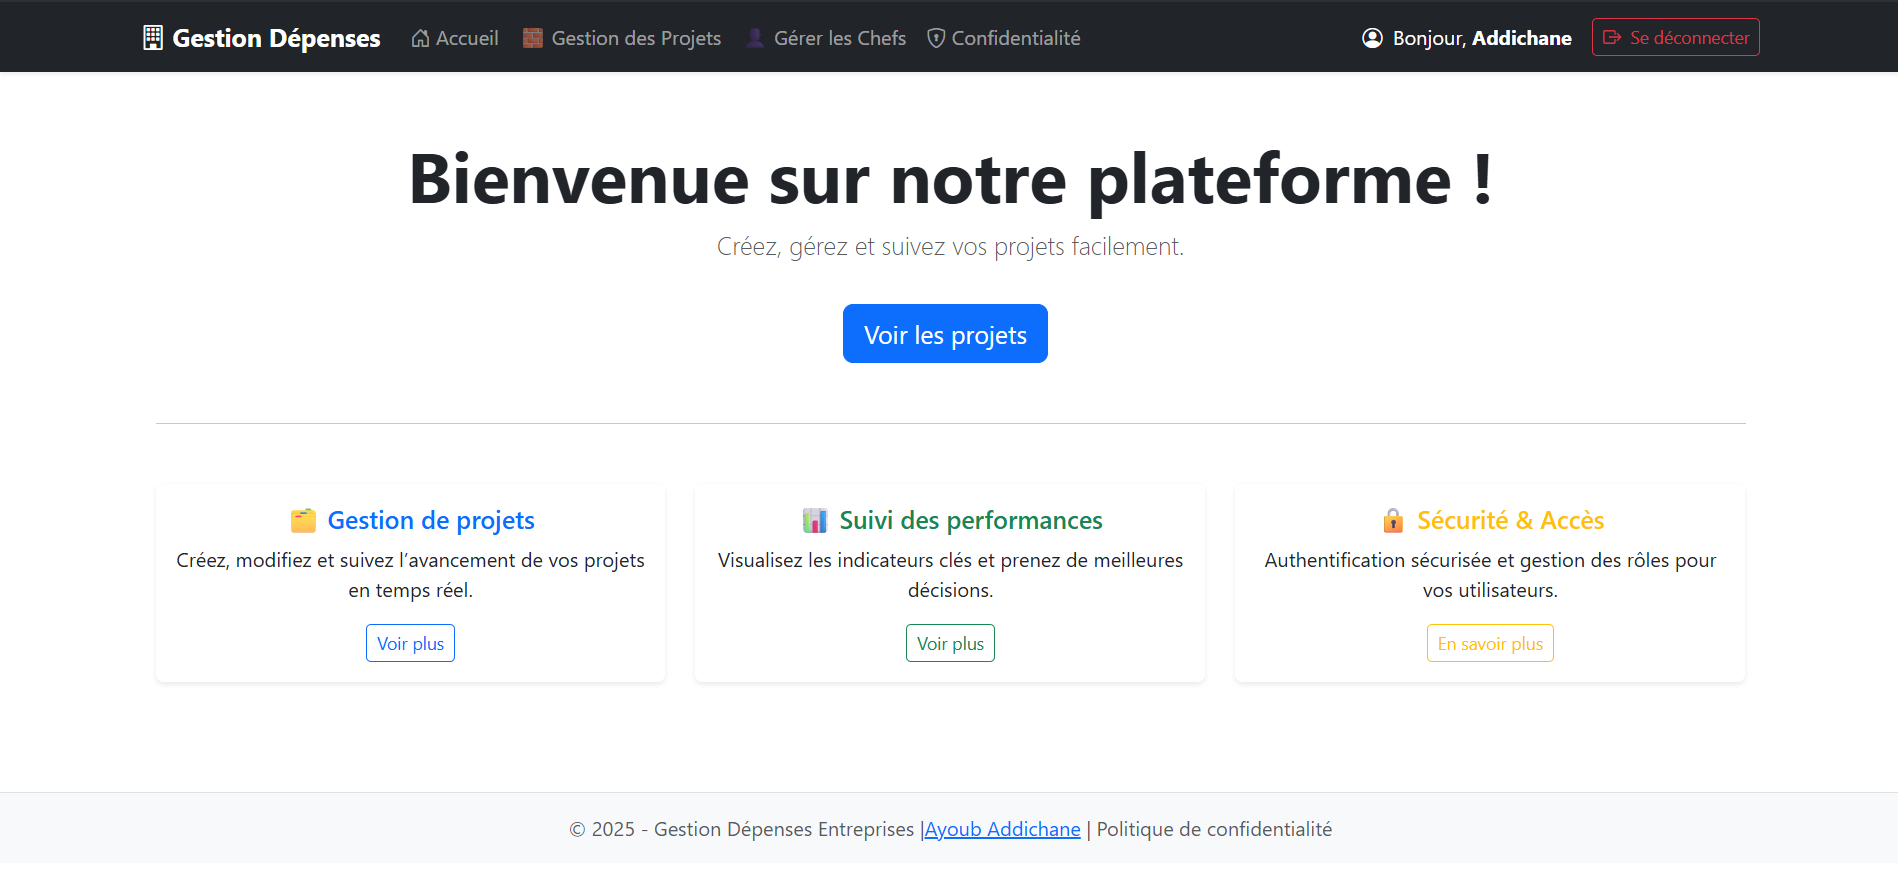 Gestion Dépenses Accueil Gestion des Projets Gérer les Chefs Confidentialité Bonjour, Addichane Se déconnecter
Bienvenue sur notre plateforme !
Créez, gérez et suivez vos projets facilement.
Voir les projets
Gestion de projets
Créez, modifiez et suivez l’avancement de vos projets
en temps réel.
Voir plus
Suivi des performances
Visualisez les indicateurs clés et prenez de meilleures
décisions.
Voir plus
Sécurité & Accès
Authentification sécurisée et gestion des rôles pour
vos utilisateurs.
En savoir plus
© 2025 - Gestion Dépenses Entreprises |Ayoub Addichane | Politique de confidentialité